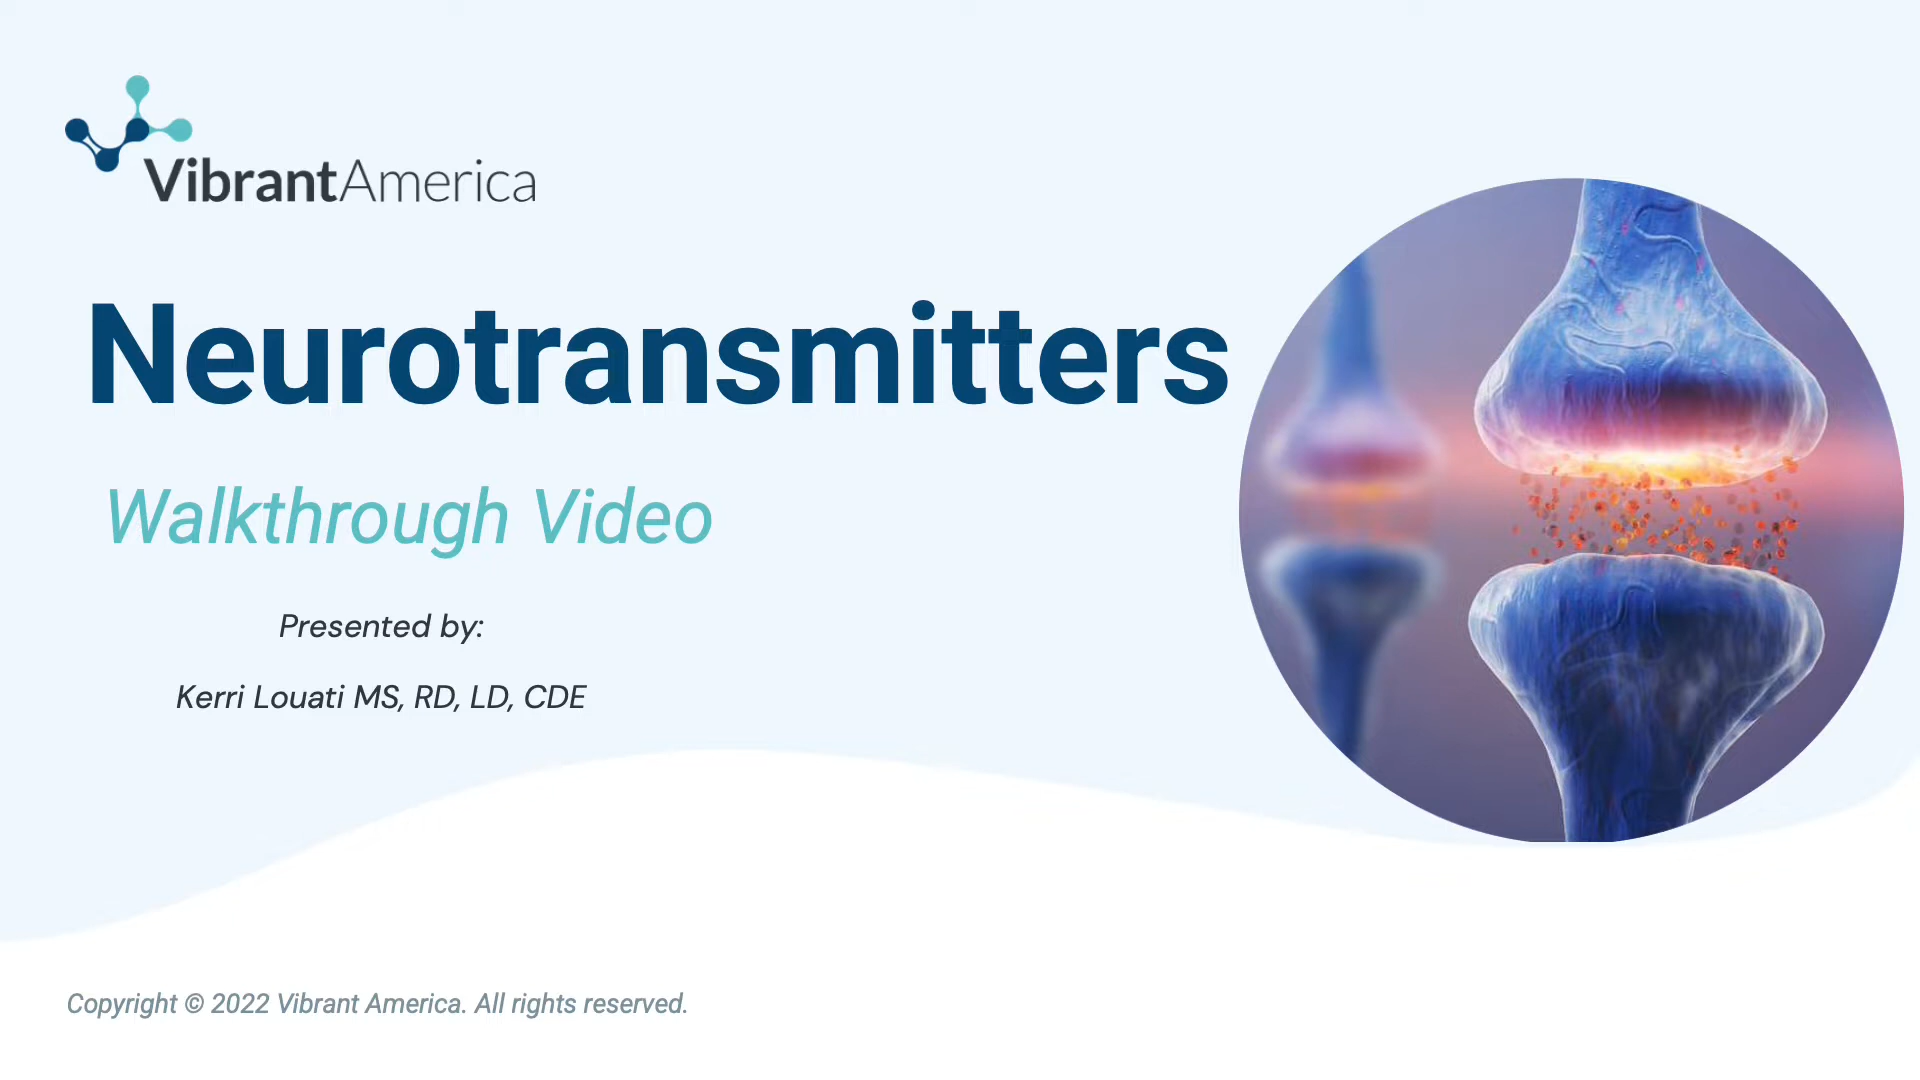 VibrantAmerica
Neurotransmitters
Walkthrough Video
Presented by:
Kerri Louati MS, RD, LD, CDE
Copyright © 2022 Vibrant America. All rights reserved.